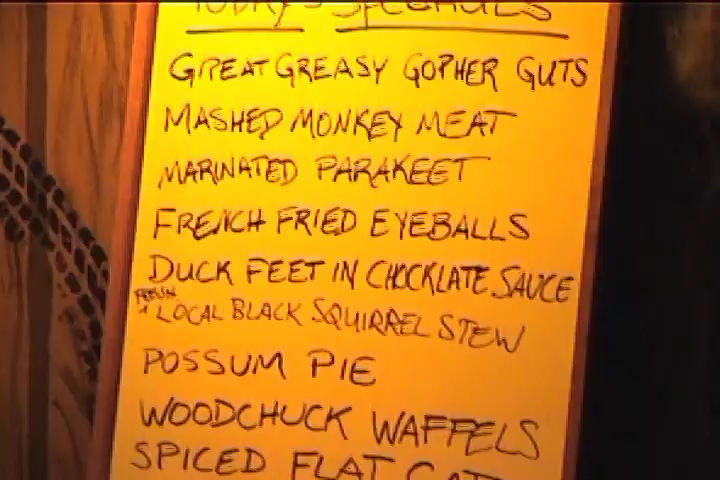 TODAY'S SPECIALS
GREAT GREASY GOPHER GUTS
MASHED MONKEY MEAT
MARINATED PARAKEET
FRENCH FRIED EYEBALLS
DUCK FEET IN CHOCKLATE SAUCE
LOCAL BLACK SQUIRREL STEW
POSSUM PIE
WOODCHUCK WAFFELS
SPICED FLAT CAT